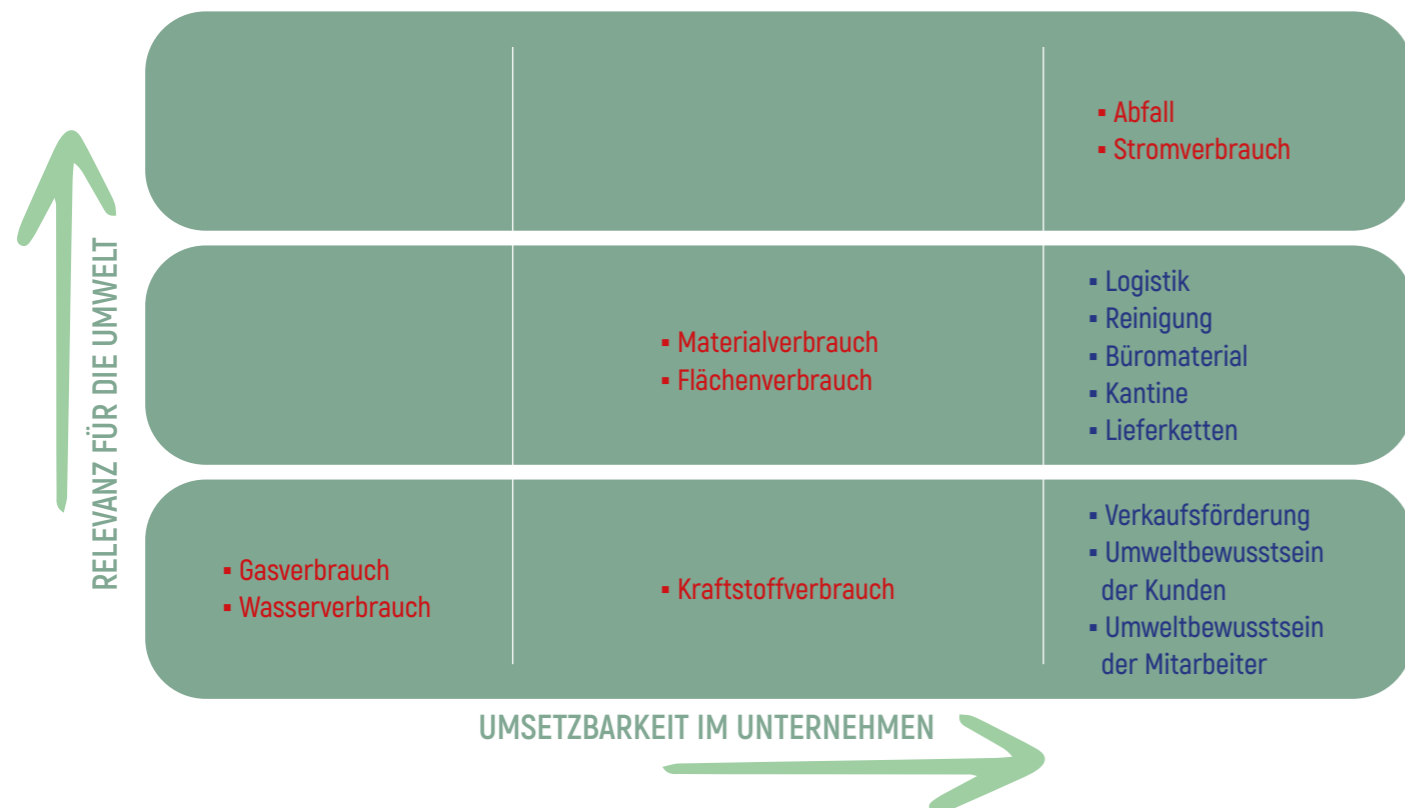 ▪ Abfall
▪ Stromverbrauch
RELEVANZ FÜR DIE UMWELT
▪ Materialverbrauch
▪ Flächenverbrauch
▪ Logistik
▪ Reinigung
▪ Büromaterial
▪ Kantine
▪ Lieferketten
▪ Gasverbrauch
▪ Wasserverbrauch
▪ Kraftstoffverbrauch
▪ Verkaufsförderung
▪ Umweltbewusstsein
der Kunden
▪ Umweltbewusstsein
der Mitarbeiter
UMSETZBARKEIT IM UNTERNEHMEN